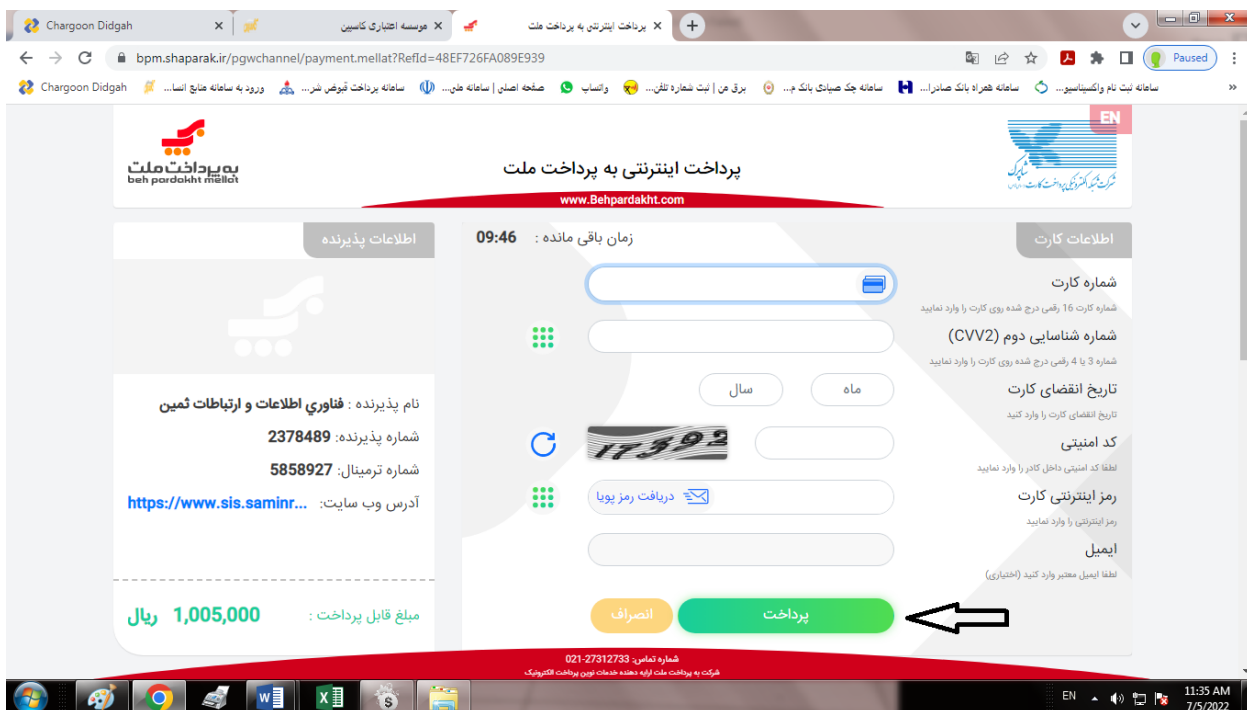 Chargoon Didgah
موسسه اعتباری کاسپین
پرداخت اینترنتی به پرداخت ملت
bpm.shaparak.ir/pgwchannel/payment.mellat?RefId=48EF726FA089E939
Paused
Chargoon Didgah
ورود به سامانه منابع انسا...
سامانه پرداخت قبوض شر...
صفحه اصلی | سامانه ملی...
واتساپ
برق من | ثبت شماره تلفن...
سامانه چک صیادی بانک م...
سامانه همراه بانک صادرا...
سامانه ثبت نام واکسیناسیو...
EN
به پرداخت ملت
beh pardakht mellat
پرداخت اینترنتی به پرداخت ملت
شاپرک
شرکت شبکه الکترونیکی پرداخت کارت
www.Behpardakht.com
اطلاعات کارت
زمان باقی مانده : 09:46
شماره کارت
شماره کارت 16 رقمی درج شده روی کارت را وارد نمایید
شماره شناسایی دوم (CVV2)
شماره 3 یا 4 رقمی درج شده روی کارت را وارد نمایید
تاریخ انقضای کارت
ماه
سال
تاریخ انقضای کارت را وارد کنید
کد امنیتی
17392
لطفا کد امنیتی داخل کادر را وارد نمایید
رمز اینترنتی کارت
دریافت رمز پویا
رمز اینترنتی را وارد نمایید
ایمیل
لطفا ایمیل معتبر وارد کنید (اختیاری)
پرداخت
انصراف
اطلاعات پذیرنده
نام پذیرنده : فناوري اطلاعات و ارتباطات ثمین
شماره پذیرنده: 2378489
شماره ترمینال: 5858927
آدرس وب سایت: https://www.sis.saminr...
مبلغ قابل پرداخت : 1,005,000 ریال
شماره تماس: 27312733-021
شرکت به پرداخت ملت ارایه دهنده خدمات نوین پرداخت الکترونیک
EN
11:35 AM
7/5/2022